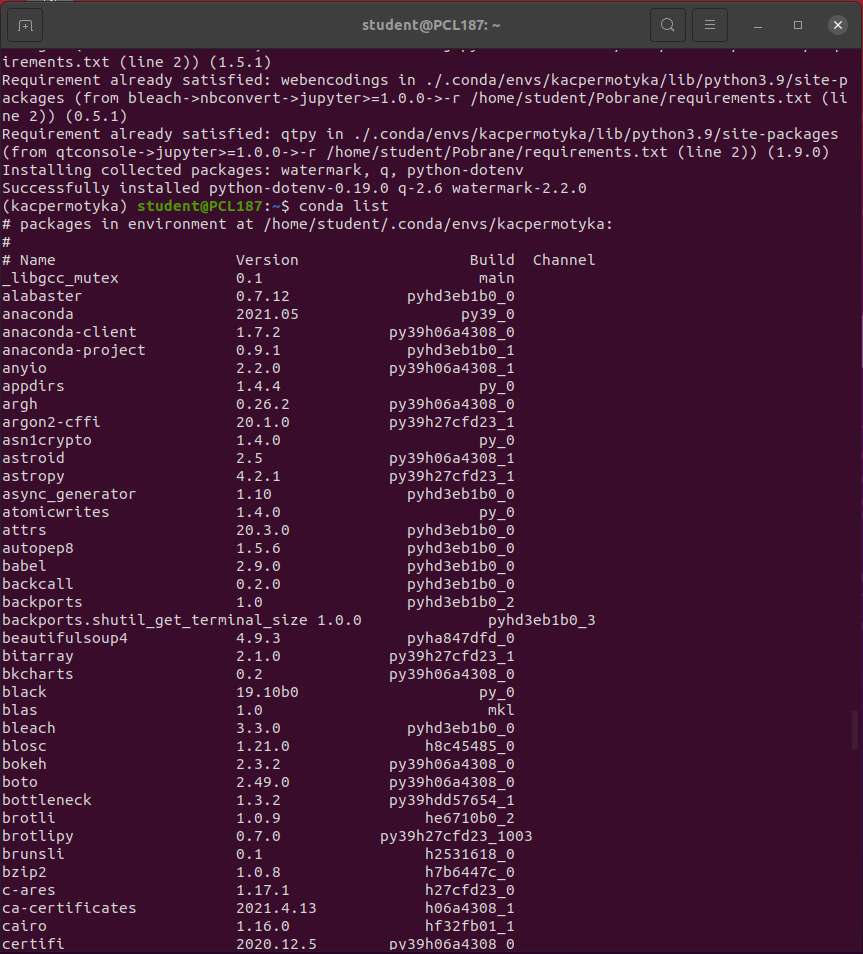 student@PCL187: ~
irements.txt (line 2)) (1.5.1)
Requirement already satisfied: webencodings in ./.conda/envs/kacpermotyka/lib/python3.9/site-p
ackages (from bleach->nbconvert->jupyter>=1.0.0->-r /home/student/Pobrane/requirements.txt (li
ne 2)) (0.5.1)
Requirement already satisfied: qtpy in ./.conda/envs/kacpermotyka/lib/python3.9/site-packages
(from qtconsole->jupyter>=1.0.0->-r /home/student/Pobrane/requirements.txt (line 2)) (1.9.0)
Installing collected packages: watermark, q, python-dotenv
Successfully installed python-dotenv-0.19.0 q-2.6 watermark-2.2.0
(kacpermotyka) student@PCL187:~$ conda list
# packages in environment at /home/student/.conda/envs/kacpermotyka:
#
# Name Version Build Channel
_libgcc_mutex 0.1 main
alabaster 0.7.12 pyhd3eb1b0_0
anaconda 2021.05 py39_0
anaconda-client 1.7.2 py39h06a4308_0
anaconda-project 0.9.1 pyhd3eb1b0_1
anyio 2.2.0 py39h06a4308_1
appdirs 1.4.4 py_0
argh 0.26.2 py39h06a4308_0
argon2-cffi 20.1.0 py39h27cfd23_1
asn1crypto 1.4.0 py_0
astroid 2.5 py39h06a4308_1
astropy 4.2.1 py39h27cfd23_1
async_generator 1.10 pyhd3eb1b0_0
atomicwrites 1.4.0 py_0
attrs 20.3.0 pyhd3eb1b0_0
autopep8 1.5.6 pyhd3eb1b0_0
babel 2.9.0 pyhd3eb1b0_0
backcall 0.2.0 pyhd3eb1b0_0
backports 1.0 pyhd3eb1b0_2
backports.shutil_get_terminal_size 1.0.0 pyhd3eb1b0_3
beautifulsoup4 4.9.3 pyha847dfd_0
bitarray 2.1.0 py39h27cfd23_1
bkcharts 0.2 py39h06a4308_0
black 19.10b0 py_0
blas 1.0 mkl
bleach 3.3.0 pyhd3eb1b0_0
blosc 1.21.0 h8c45485_0
bokeh 2.3.2 py39h06a4308_0
boto 2.49.0 py39h06a4308_0
bottleneck 1.3.2 py39hdd57654_1
brotli 1.0.9 he6710b0_2
brotlipy 0.7.0 py39h27cfd23_1003
brunsli 0.1 h2531618_0
bzip2 1.0.8 h7b6447c_0
c-ares 1.17.1 h27cfd23_0
ca-certificates 2021.4.13 h06a4308_1
cairo 1.16.0 hf32fb01_1
certifi 2020.12.5 py39h06a4308_0